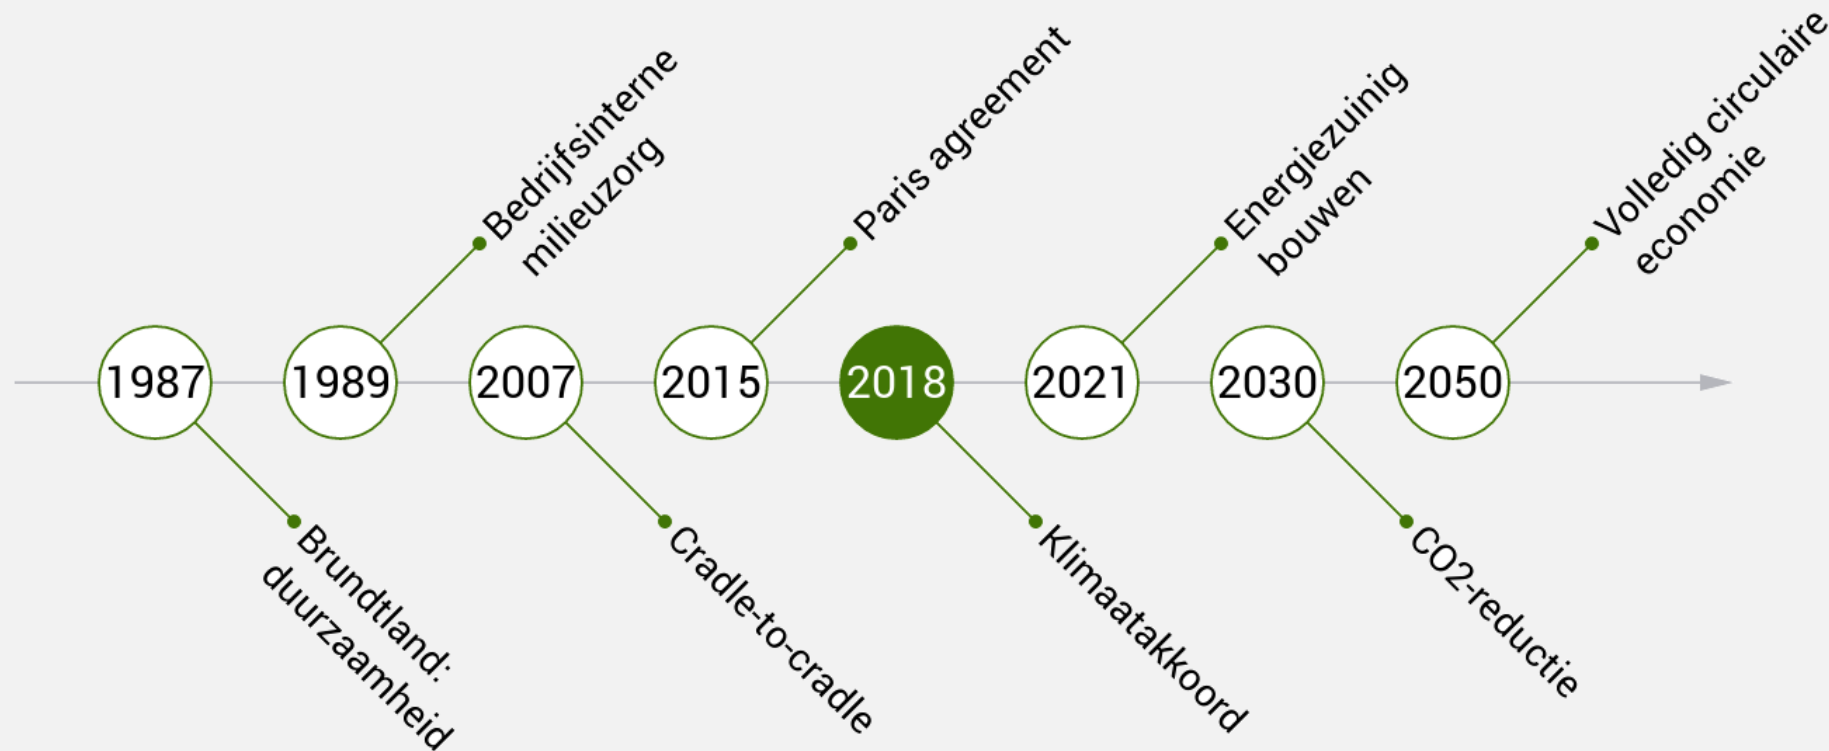 1987
Brundtland:
duurzaamheid
1989
Bedrijfsinterne
milieuzorg
2007
Cradle-to-cradle
2015
Paris agreement
2018
Klimaatakkoord
2021
Energiezuinig
bouwen
2030
CO2-reductie
2050
Volledig circulaire
economie